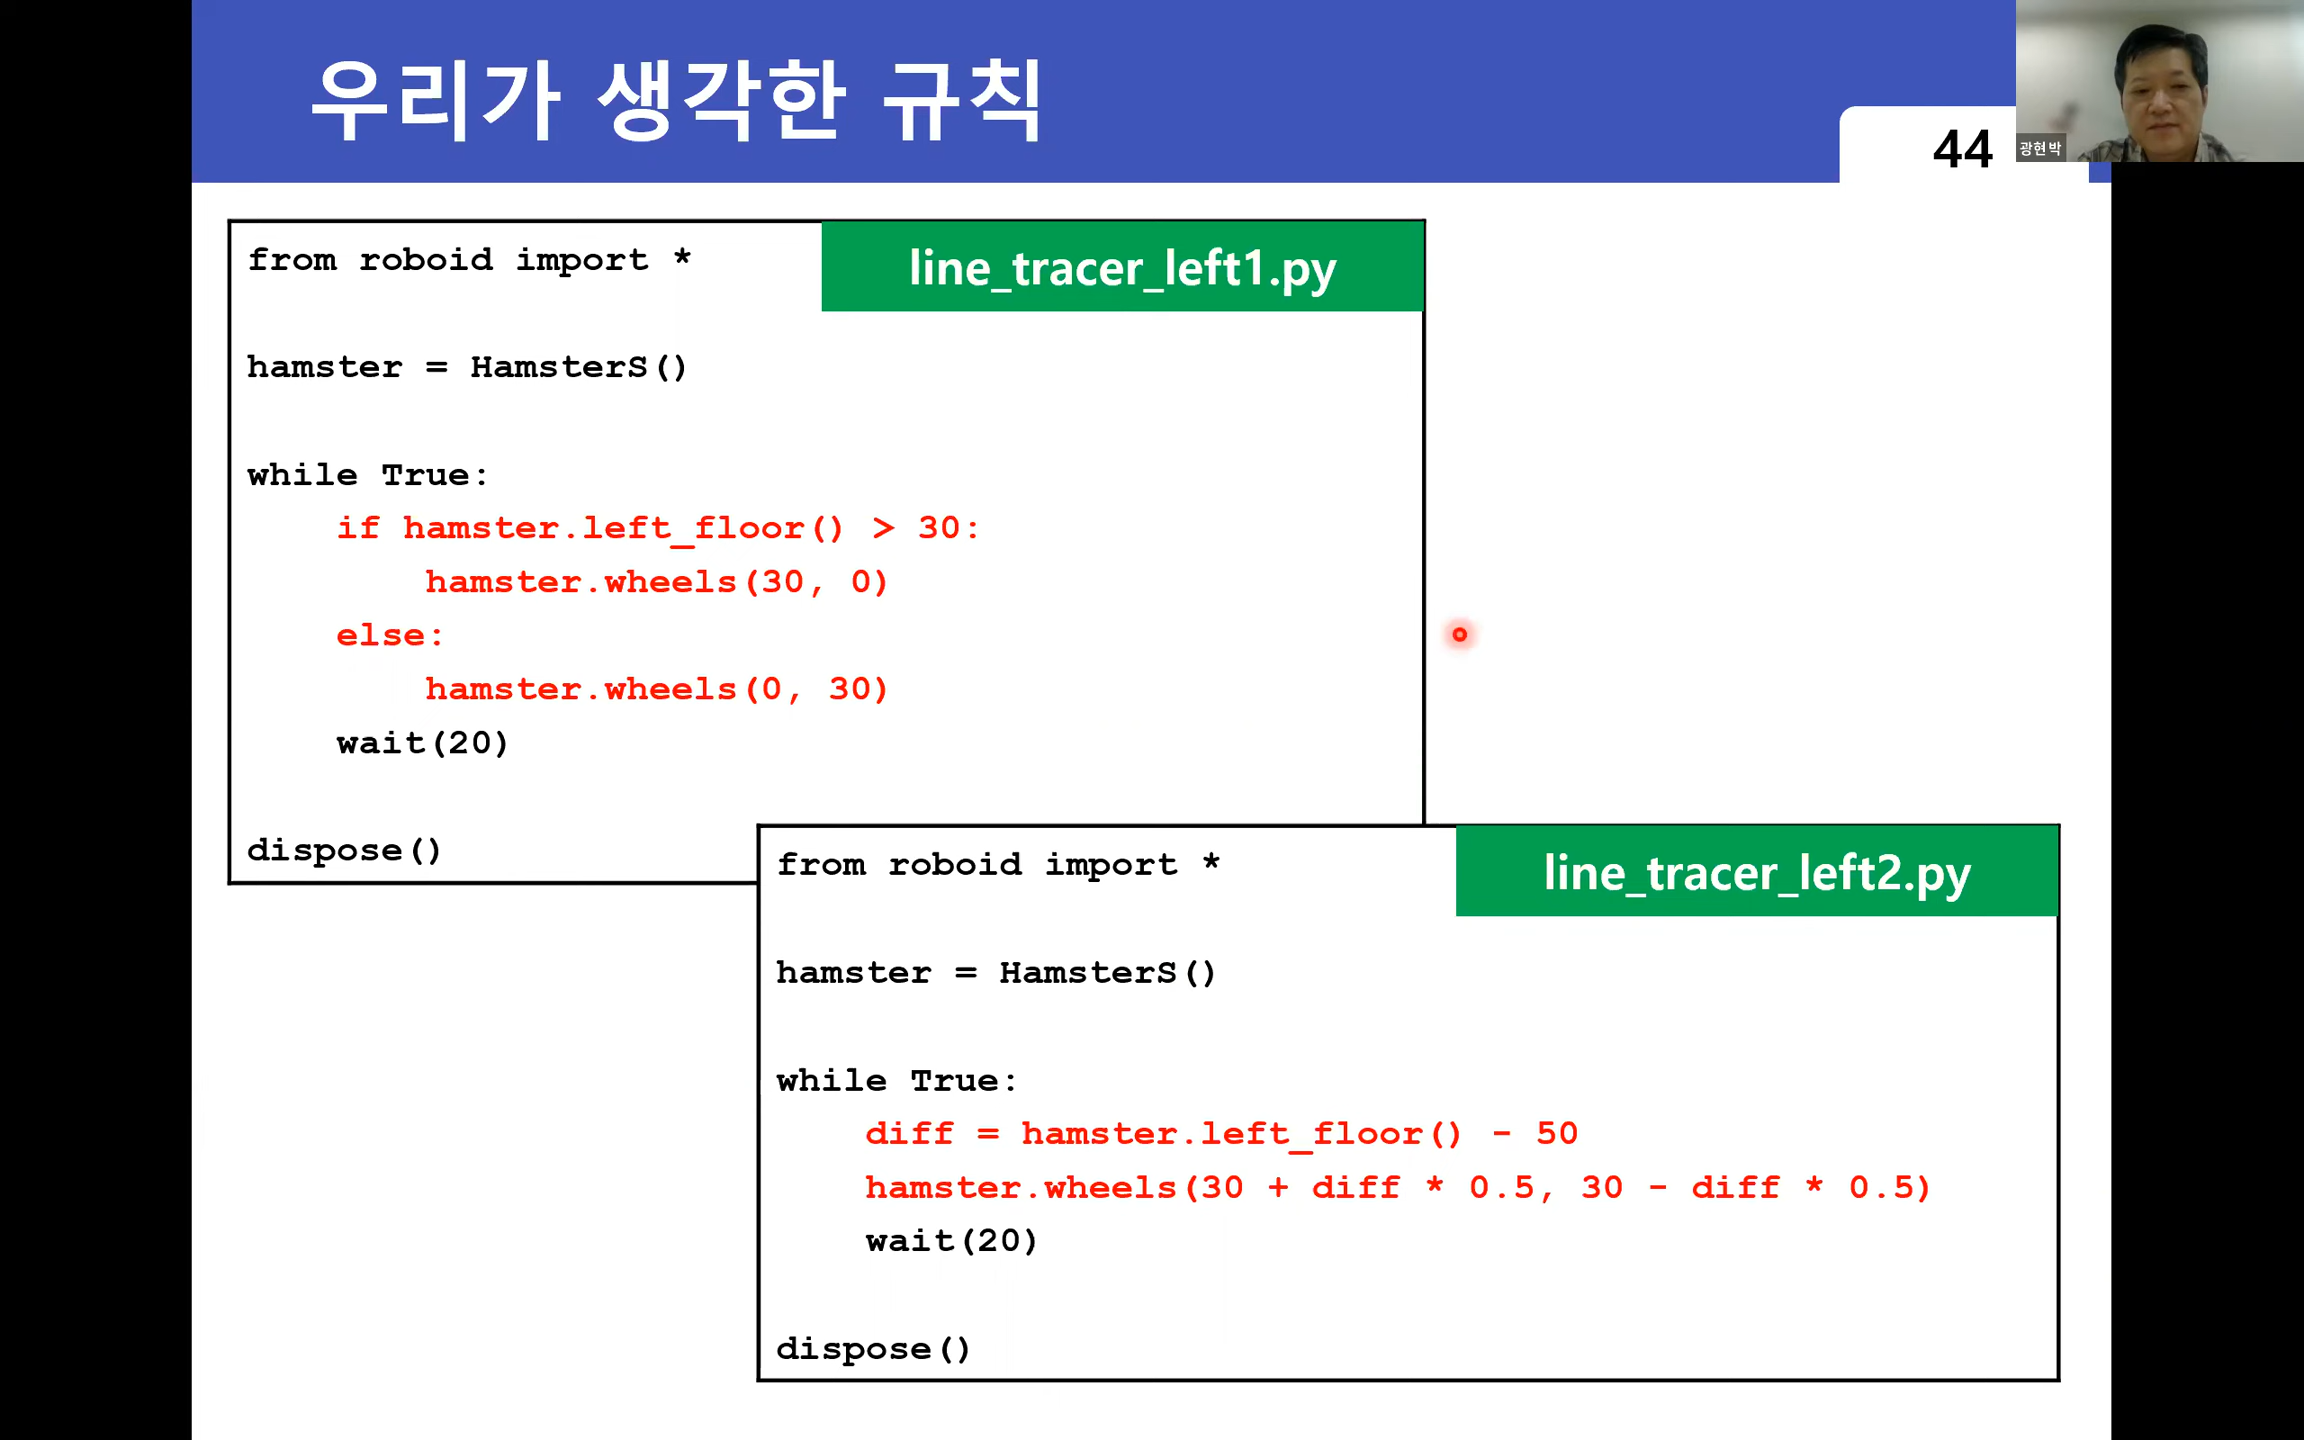 우리가 생각한 규칙
44
광현박
line_tracer_left1.py
from roboid import *
hamster = HamsterS()
while True:
    if hamster.left_floor() > 30:
        hamster.wheels(30, 0)
    else:
        hamster.wheels(0, 30)
    wait(20)
dispose()
line_tracer_left2.py
from roboid import *
hamster = HamsterS()
while True:
    diff = hamster.left_floor() - 50
    hamster.wheels(30 + diff * 0.5, 30 - diff * 0.5)
    wait(20)
dispose()